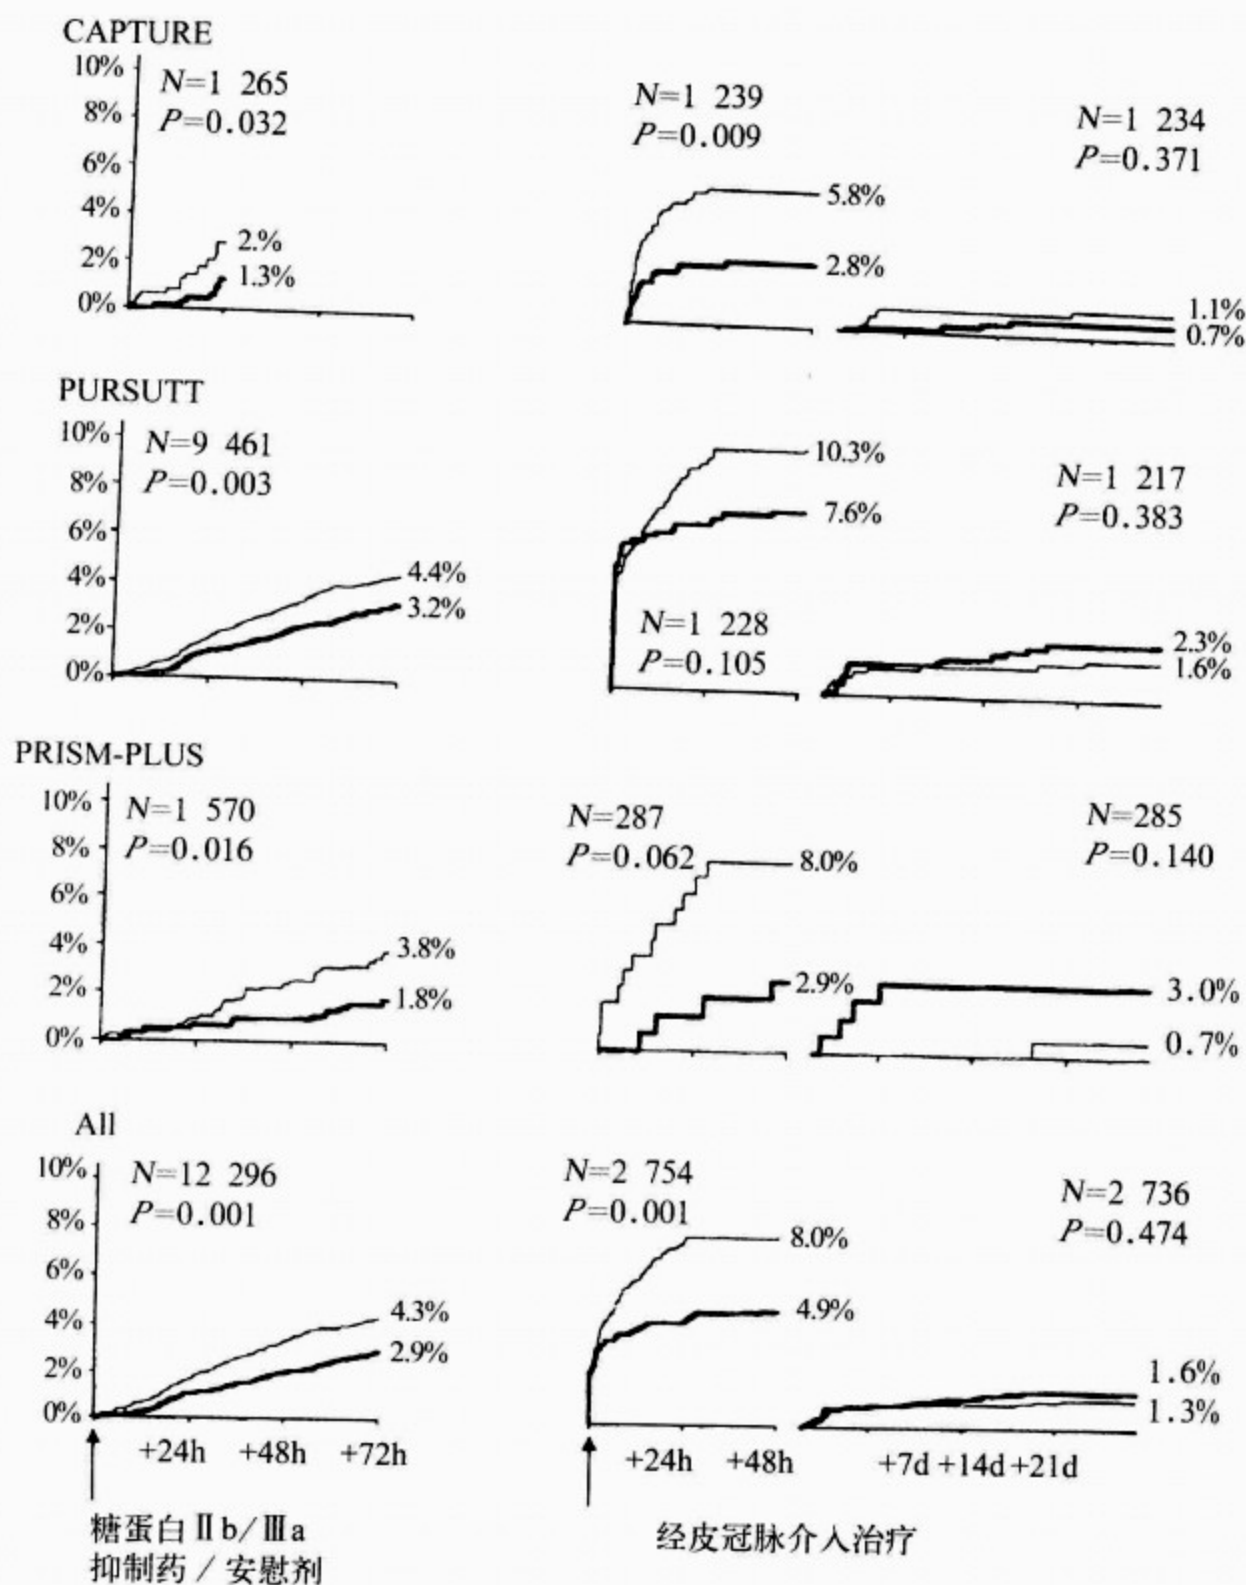 CAPTURE
10%
N=1 265
P=0.032
8%
6%
4%
2%
0%
2.%
1.3%
N=1 239
P=0.009
5.8%
2.8%
N=1 234
P=0.371
1.1%
0.7%
PURSUTT
10%
N=9 461
P=0.003
8%
6%
4%
2%
0%
4.4%
3.2%
10.3%
7.6%
N=1 228
P=0.105
N=1 217
P=0.383
2.3%
1.6%
PRISM-PLUS
10%
N=1 570
P=0.016
8%
6%
4%
2%
0%
3.8%
1.8%
N=287
P=0.062
8.0%
2.9%
N=285
P=0.140
3.0%
0.7%
All
10%
N=12 296
P=0.001
8%
6%
4%
2%
0%
4.3%
2.9%
N=2 754
P=0.001
8.0%
4.9%
N=2 736
P=0.474
1.6%
1.3%
+24h +48h +72h
+24h +48h
+7d +14d +21d
糖蛋白Ⅱb/Ⅲa
抑制药/安慰剂
经皮冠脉介入治疗